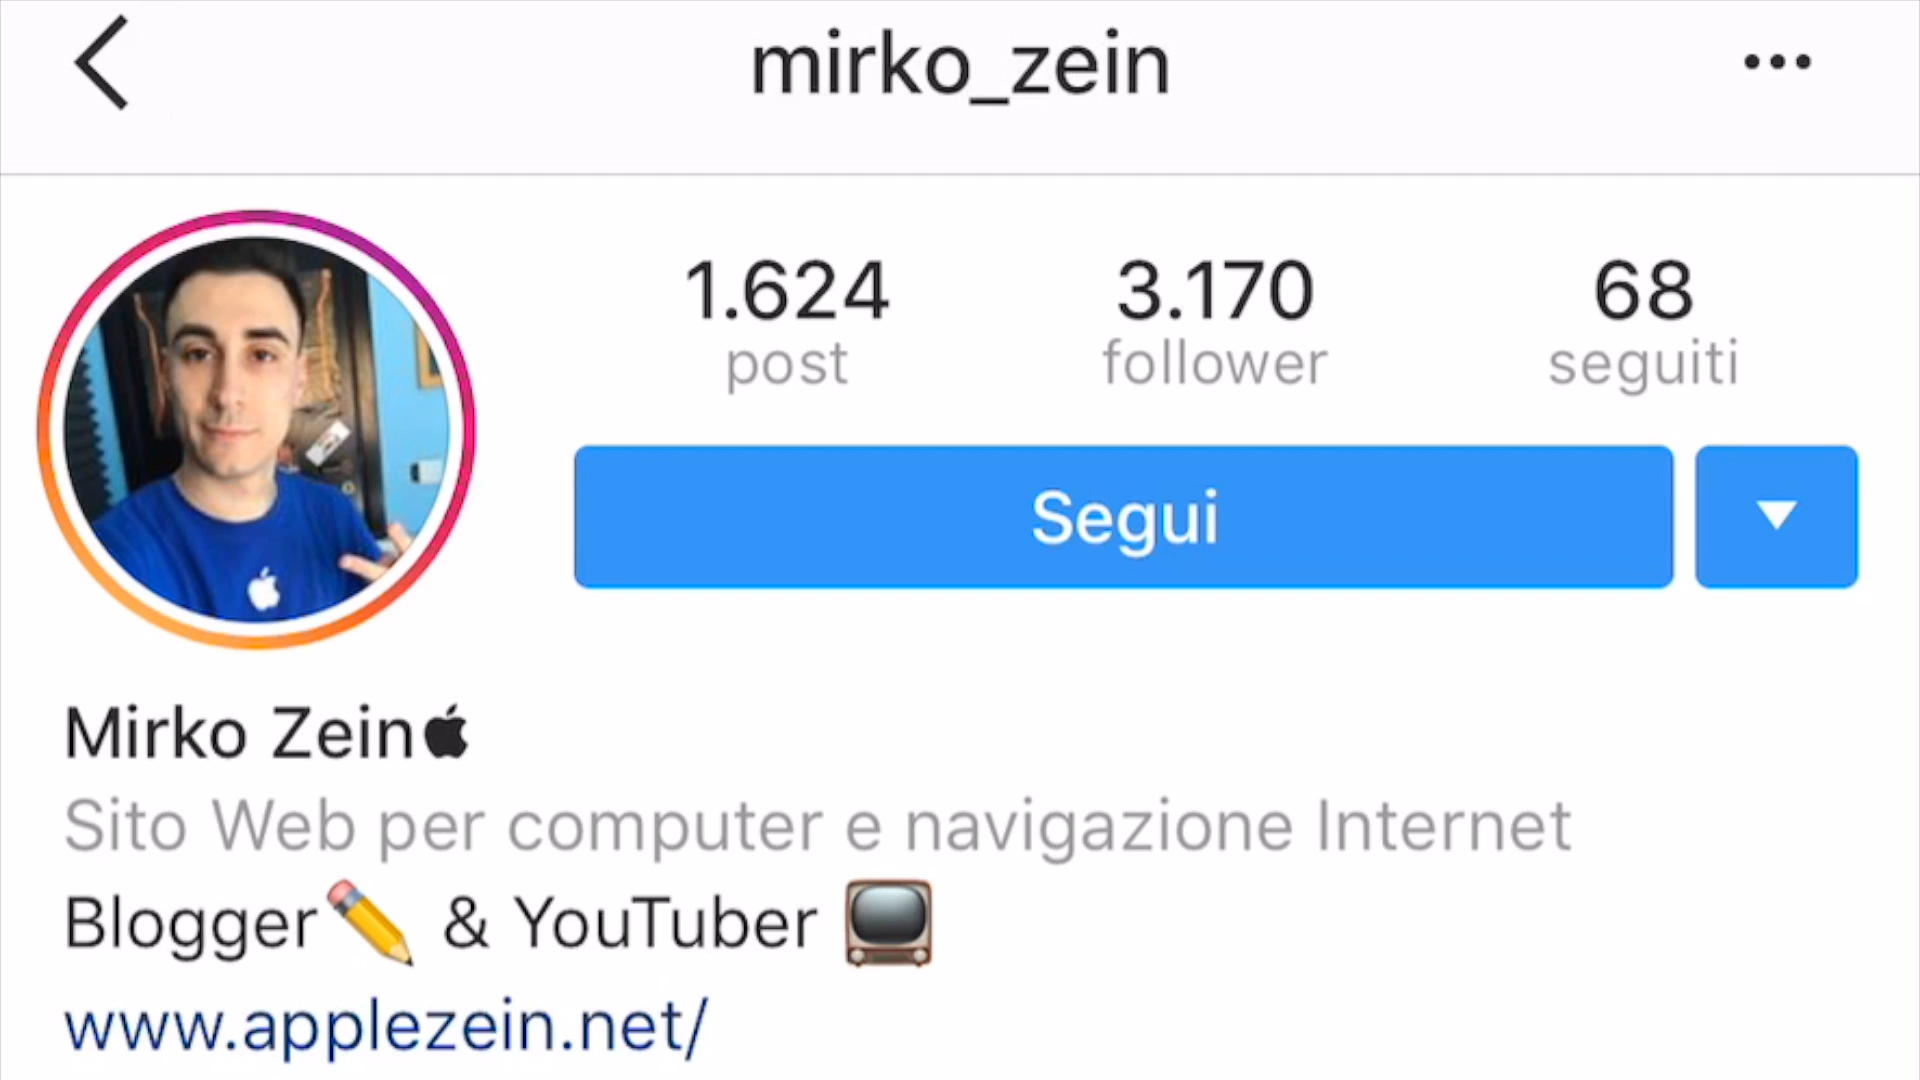 mirko_zein
1.624 3.170 68
post follower seguiti
Segui
Mirko Zein
Sito Web per computer e navigazione Internet
Blogger✏️ & YouTuber 📺
www.applezein.net/